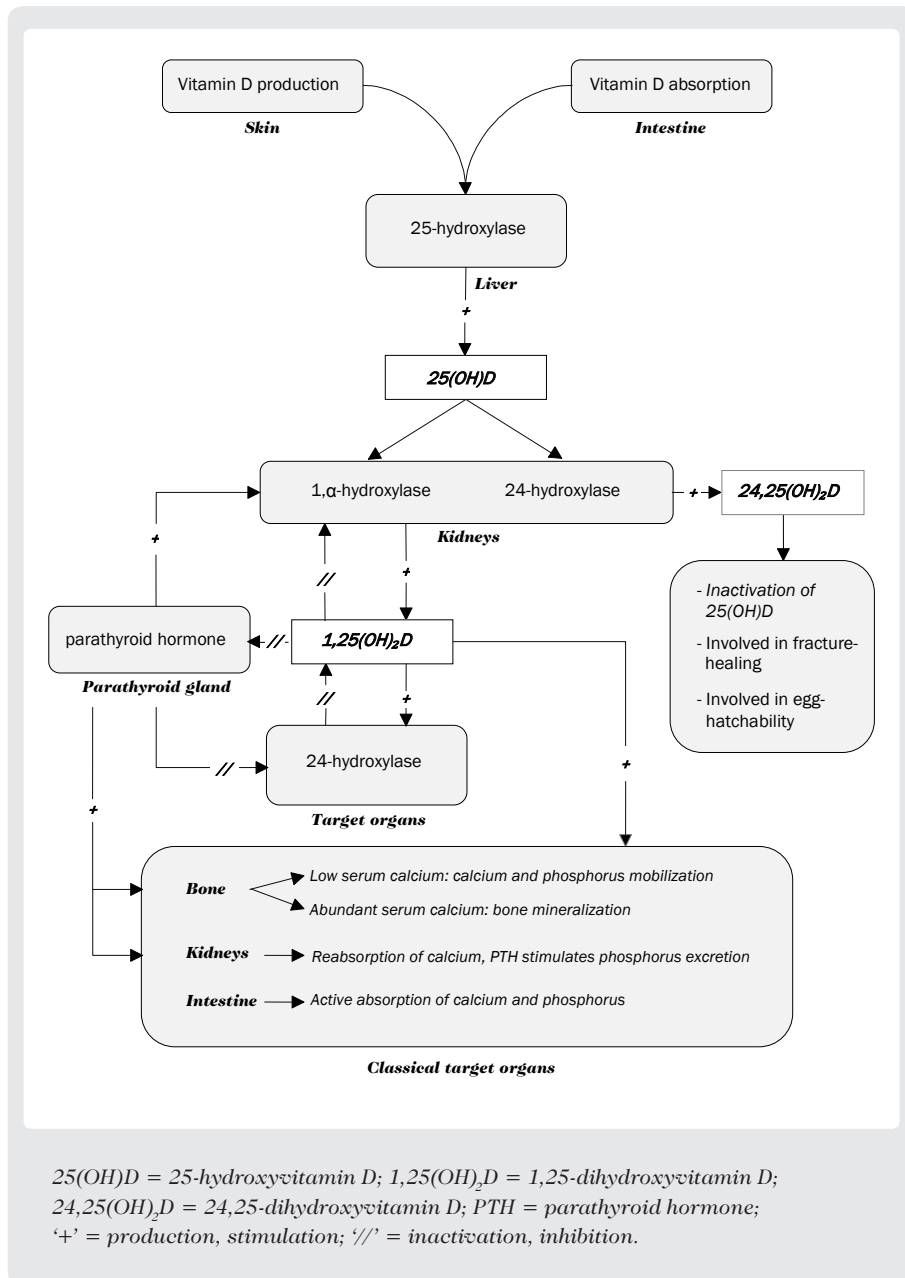 Vitamin D production
Vitamin D absorption
Skin
Intestine
25-hydroxylase
Liver
+
25(OH)D
1,α-hydroxylase
24-hydroxylase
+
24,25(OH)₂D
Kidneys
+
//
+
- Inactivation of
25(OH)D
- Involved in fracture-
healing
- Involved in egg-
hatchability
parathyroid hormone
//
1,25(OH)₂D
Parathyroid gland
//
+
24-hydroxylase
//
+
Target organs
+
Bone
Low serum calcium: calcium and phosphorus mobilization
Abundant serum calcium: bone mineralization
Kidneys
Reabsorption of calcium, PTH stimulates phosphorus excretion
Intestine
Active absorption of calcium and phosphorus
Classical target organs
25(OH)D = 25-hydroxyvitamin D; 1,25(OH)₂D = 1,25-dihydroxyvitamin D;
24,25(OH)₂D = 24,25-dihydroxyvitamin D; PTH = parathyroid hormone;
‘+’ = production, stimulation; ‘//’ = inactivation, inhibition.